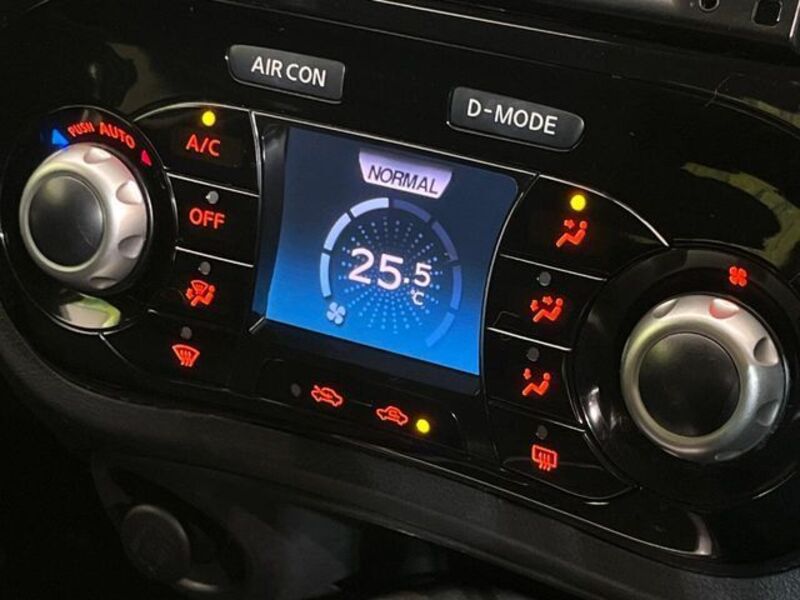 AIR CON
D-MODE
PUSH AUTO
A/C
NORMAL
OFF
25.5
°C